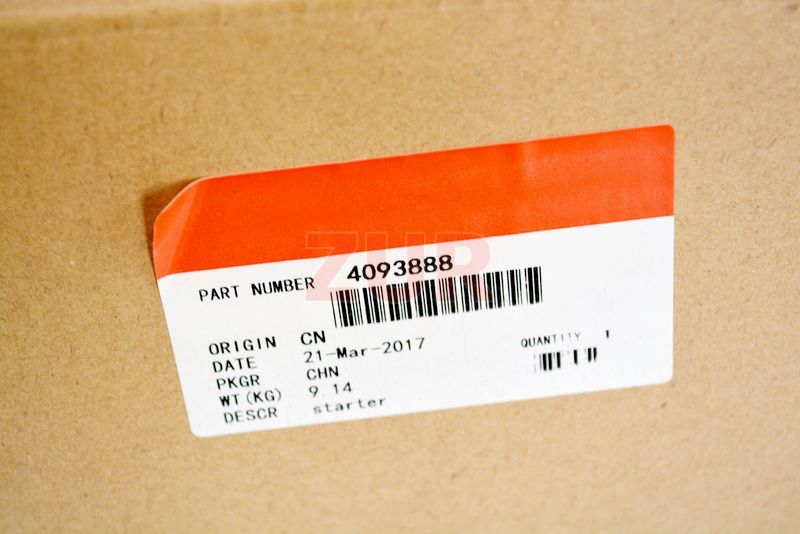 ZUR
PART NUMBER 4093888
ORIGIN CN
DATE 21-Mar-2017
QUANTITY 1
PKGR CHN
WT(KG) 9.14
DESCR starter